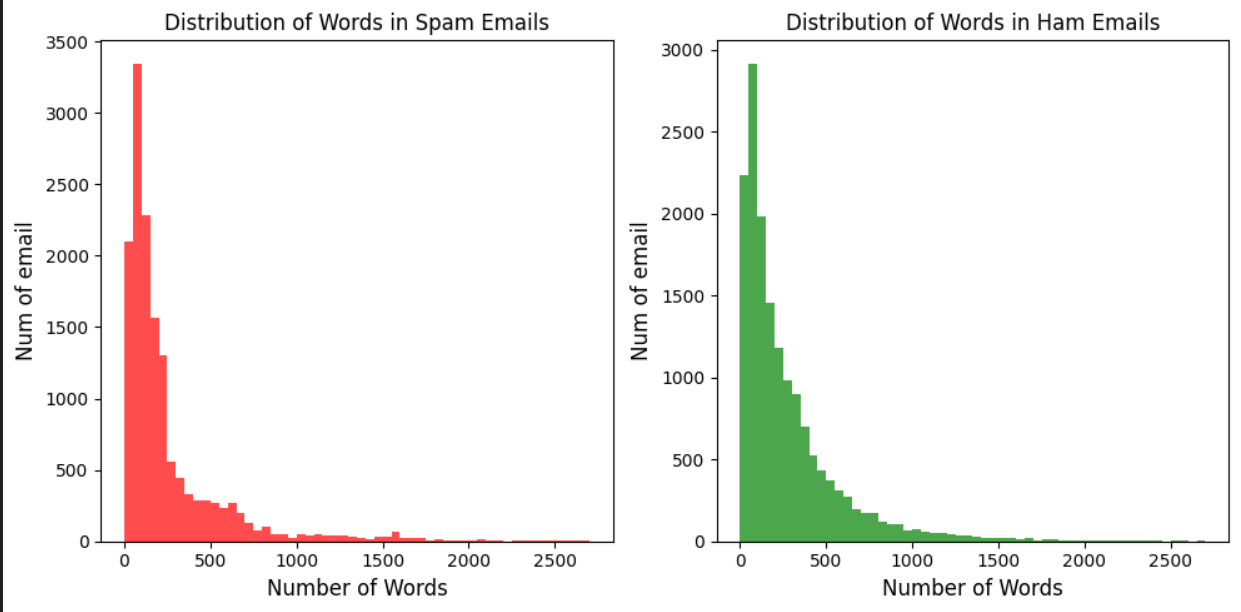 Distribution of Words in Spam Emails
3500
3000
2500
2000
1500
1000
500
0
Num of email
0 500 1000 1500 2000 2500
Number of Words
Distribution of Words in Ham Emails
3000
2500
2000
1500
1000
500
0
Num of email
0 500 1000 1500 2000 2500
Number of Words